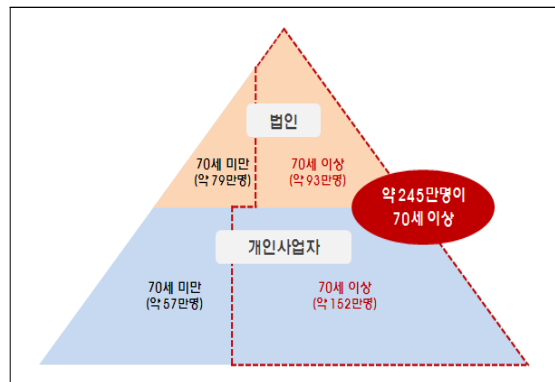 법인
70세 미만
(약 79만명)
70세 이상
(약 93만명)
약 245만명이
70세 이상
개인사업자
70세 미만
(약 57만명)
70세 이상
(약 152만명)